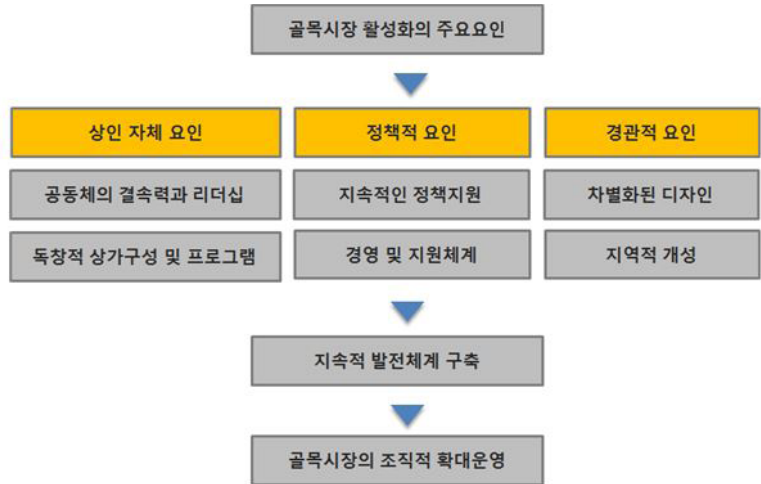 골목시장 활성화의 주요요인
상인 자체 요인
정책적 요인
경관적 요인
공동체의 결속력과 리더십
지속적인 정책지원
차별화된 디자인
독창적 상가구성 및 프로그램
경영 및 지원체계
지역적 개성
지속적 발전체계 구축
골목시장의 조직적 확대운영